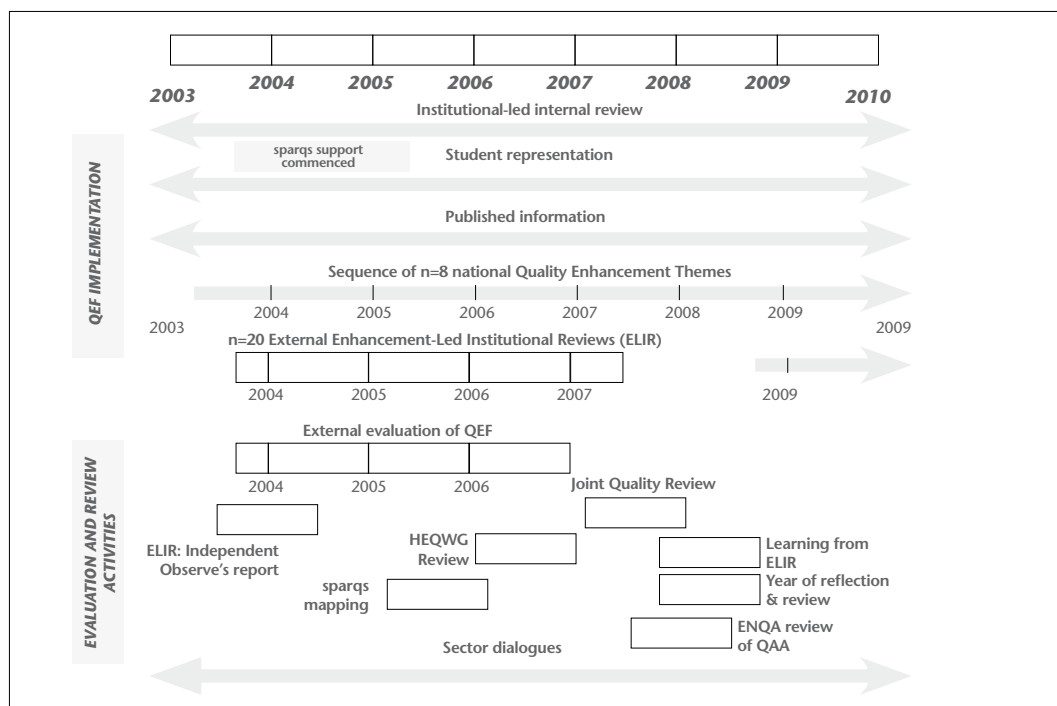 2003
2004
2005
2006
2007
2008
2009
2010
Institutional-led internal review
QEF IMPLEMENTATION
sparqs support
commenced
Student representation
Published information
Sequence of n=8 national Quality Enhancement Themes
2003
2004
2005
2006
2007
2008
2009
2009
n=20 External Enhancement-Led Institutional Reviews (ELIR)
2004
2005
2006
2007
2009
EVALUATION AND REVIEW
ACTIVITIES
External evaluation of QEF
2004
2005
2006
Joint Quality Review
ELIR: Independent
Observe's report
HEQWG
Review
Learning from
ELIR
sparqs
mapping
Year of reflection
& review
ENQA review
of QAA
Sector dialogues